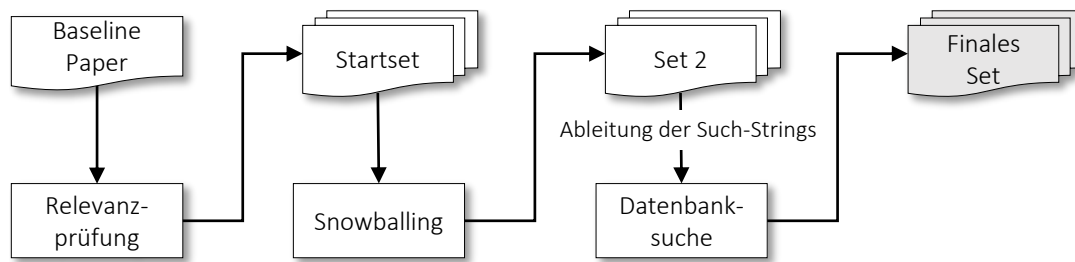 Baseline
Paper
Startset
Set 2
Finales
Set
Ableitung der Such-Strings
Relevanz-
prüfung
Snowballing
Datenbank-
suche